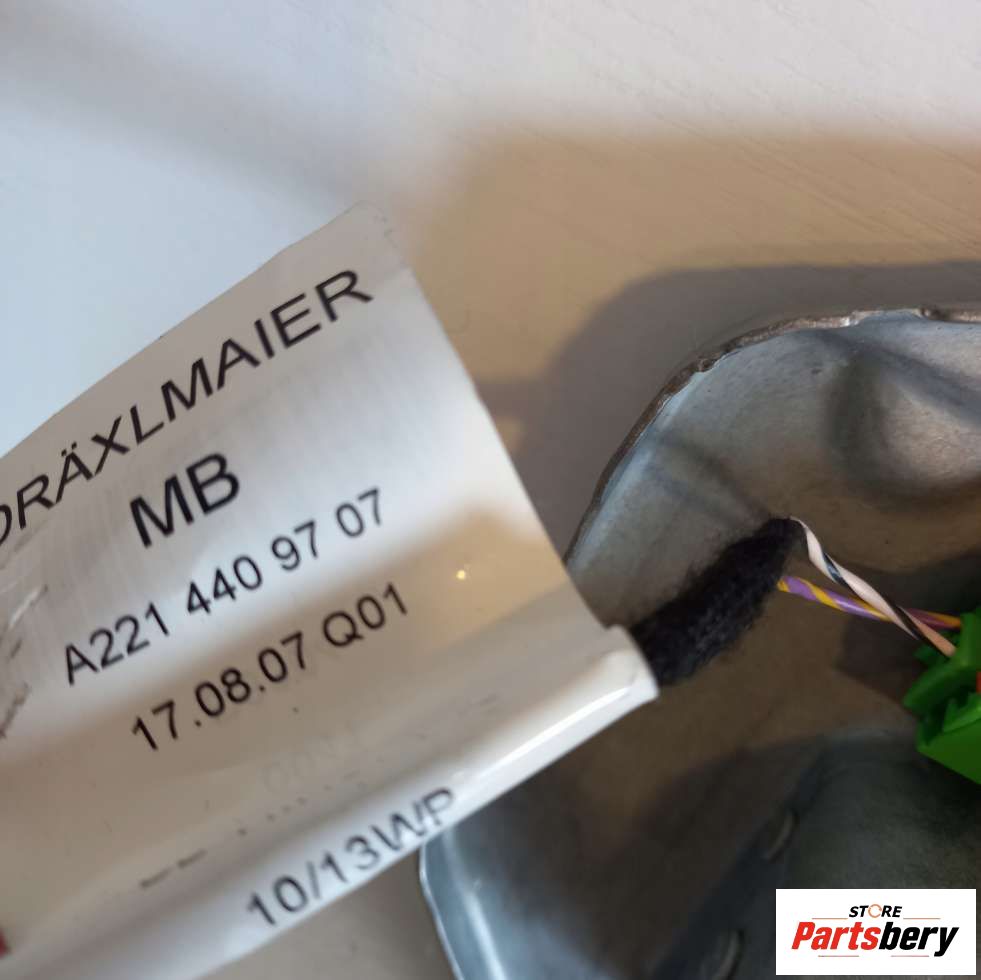 DRÄXLMAIER
MB
A221 440 97 07
17.08.07 Q01
10/13WP
STORE
Partsbery